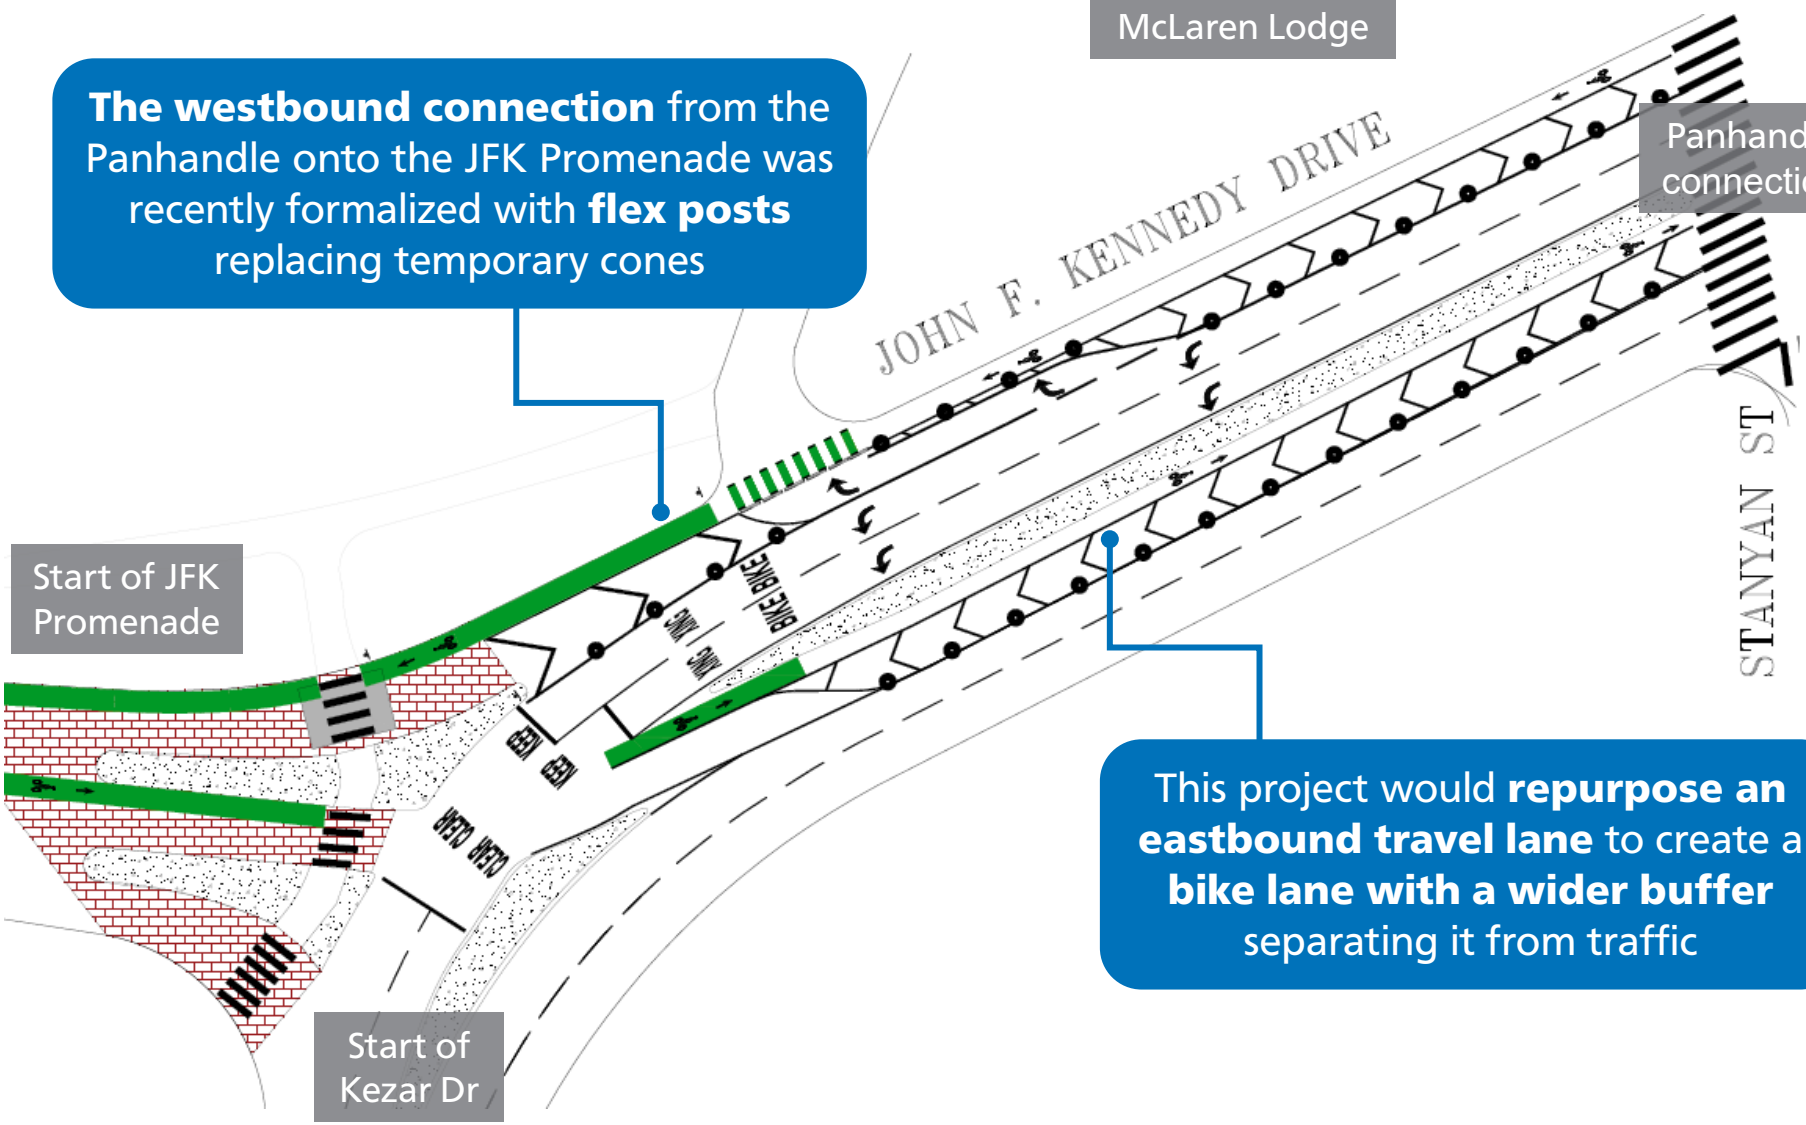 McLaren Lodge
The westbound connection from the
Panhandle onto the JFK Promenade was
recently formalized with flex posts
replacing temporary cones
JOHN F. KENNEDY DRIVE
Panhand
connectio
STANYAN ST
Start of JFK
Promenade
BIKE BIKE
XING XING
KEEP KEEP
CLEAR CLEAR
This project would repurpose an
eastbound travel lane to create a
bike lane with a wider buffer
separating it from traffic
Start of
Kezar Dr